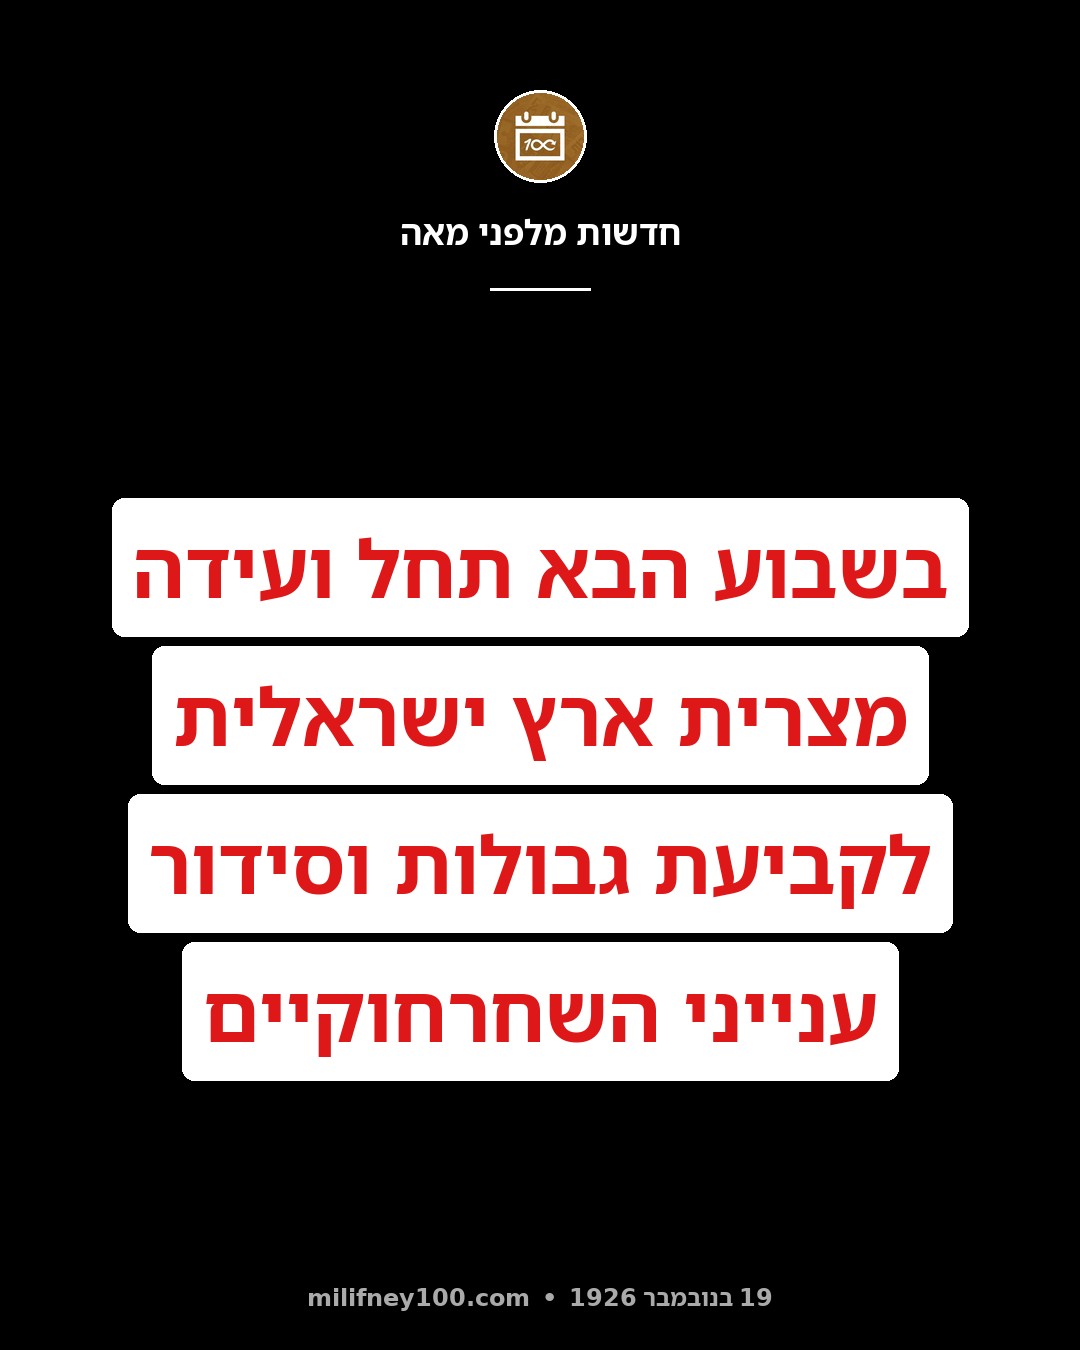 100
חדשות מלפני מאה
בשבוע הבא תחל ועידה
מצרית ארץ ישראלית
לקביעת גבולות וסידור
ענייני השחרחוקיים
19 בנובמבר 1926 • milifney100.com